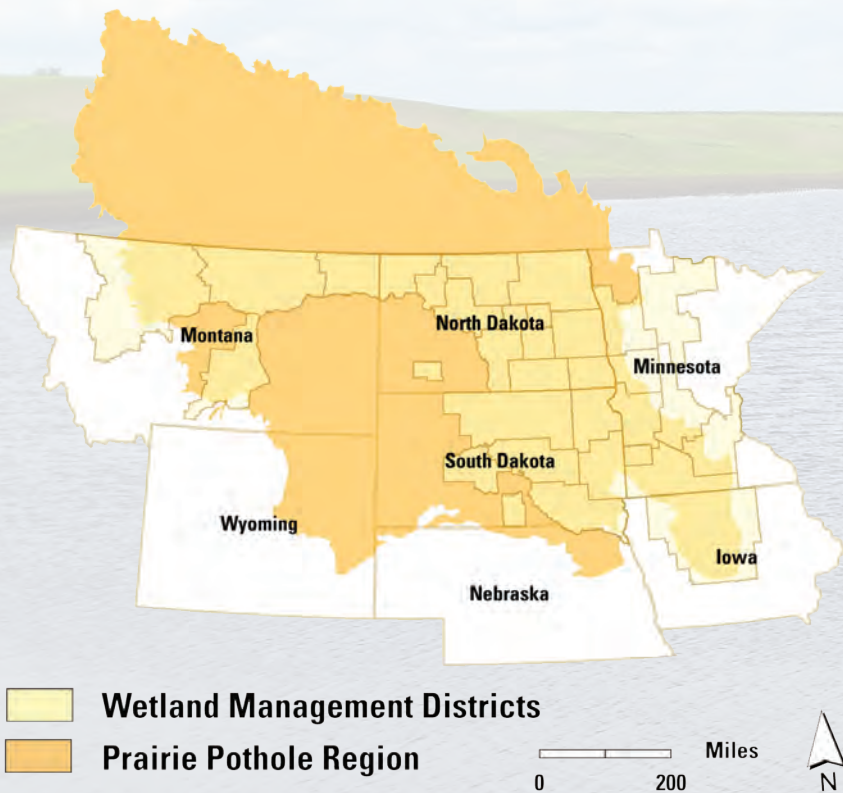 Montana
North Dakota
Minnesota
South Dakota
Wyoming
Iowa
Nebraska
Wetland Management Districts
Prairie Pothole Region
Miles
0 200
N